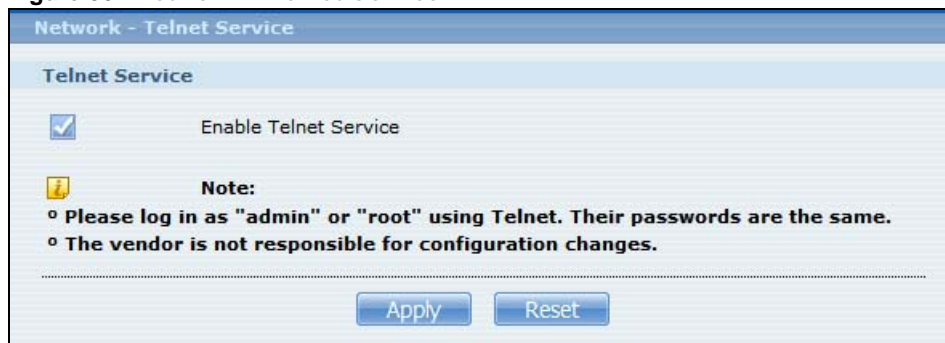 Network - Telnet Service
Telnet Service
Enable Telnet Service
Note:
º Please log in as "admin" or "root" using Telnet. Their passwords are the same.
º The vendor is not responsible for configuration changes.
Apply Reset